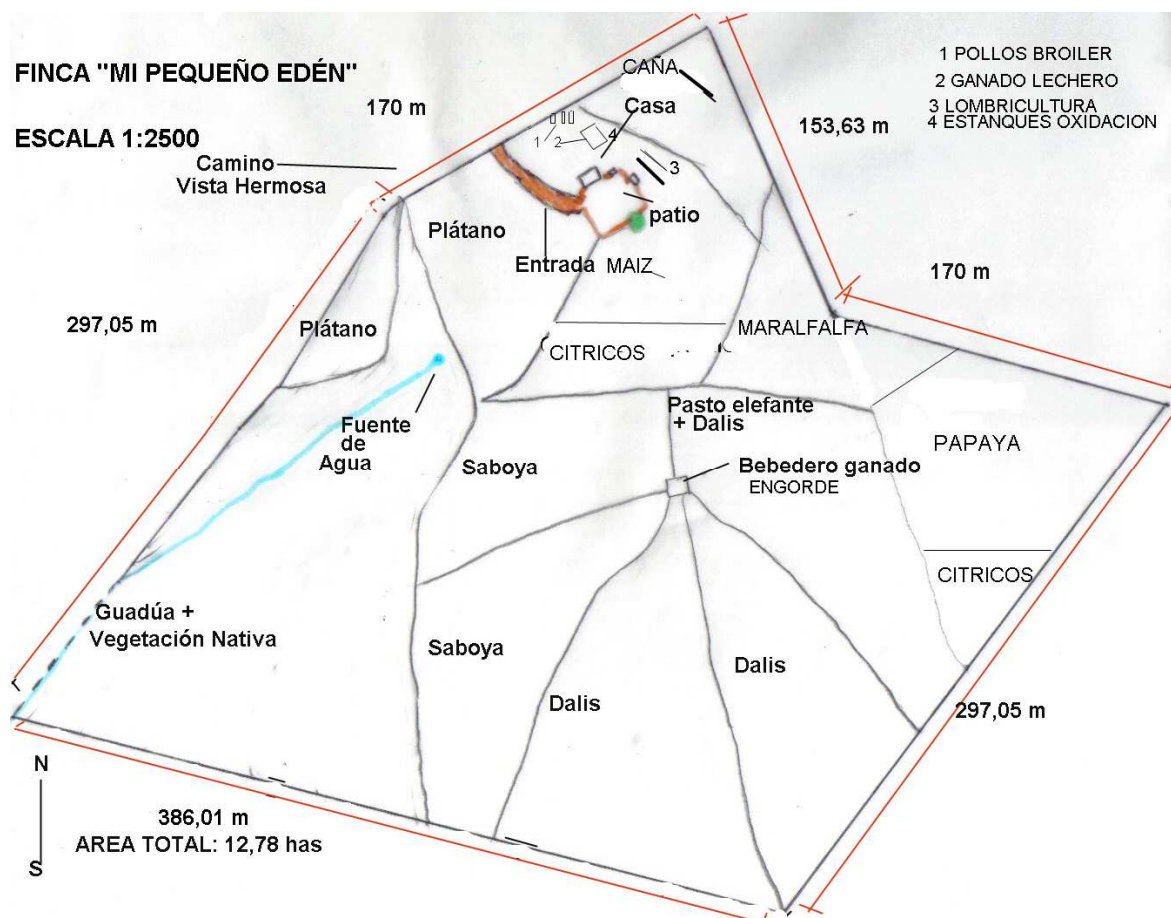 FINCA "MI PEQUEÑO EDÉN"
ESCALA 1:2500
1 POLLOS BROILER
2 GANADO LECHERO
3 LOMBRICULTURA
4 ESTANQUES OXIDACION
170 m
CAÑA
Casa
153,63 m
1
2
4
3
Camino
Vista Hermosa
Plátano
patio
Entrada
MAIZ
170 m
297,05 m
Plátano
CITRICOS
MARALFALFA
Fuente
de
Agua
Saboya
Pasto elefante
+ Dalis
Bebedero ganado
ENGORDE
PAPAYA
CITRICOS
Guadúa +
Vegetación Nativa
Saboya
Dalis
Dalis
297,05 m
N
S
386,01 m
AREA TOTAL: 12,78 has